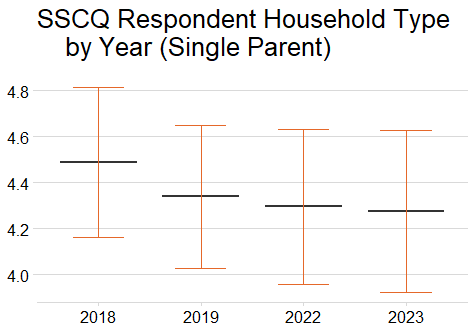 SSCQ Respondent Household Type
by Year (Single Parent)
4.8
4.6
4.4
4.2
4.0
2018 2019 2022 2023